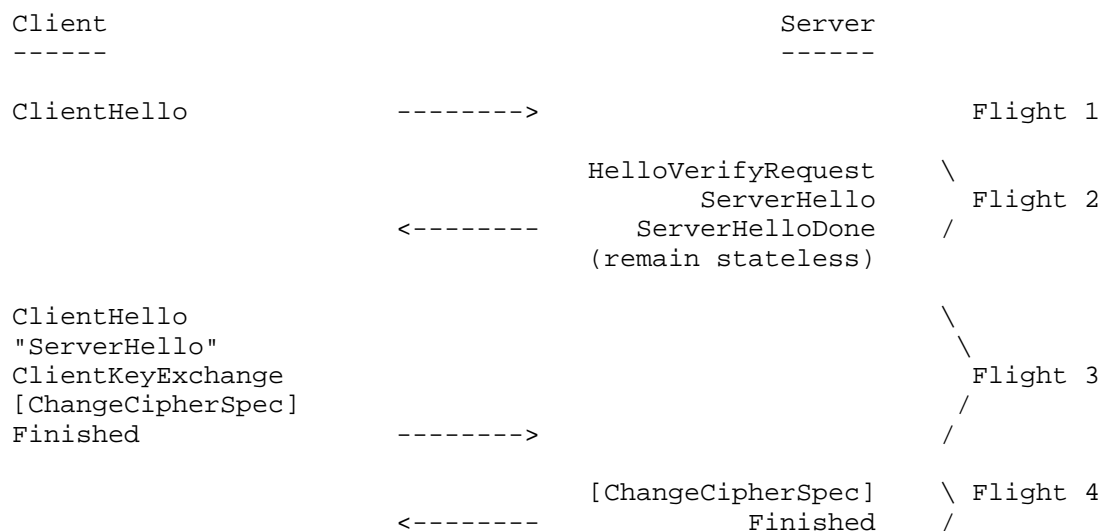 Client                                               Server
------                                               ------
ClientHello                 -------->                           Flight 1
HelloVerifyRequest    \
ServerHello      Flight 2
<--------      ServerHelloDone    /
(remain stateless)
ClientHello                                                   \
"ServerHello"                                                  \
ClientKeyExchange                                               Flight 3
[ChangeCipherSpec]                                             /
Finished                    -------->                         /
[ChangeCipherSpec]    \ Flight 4
<--------             Finished    /